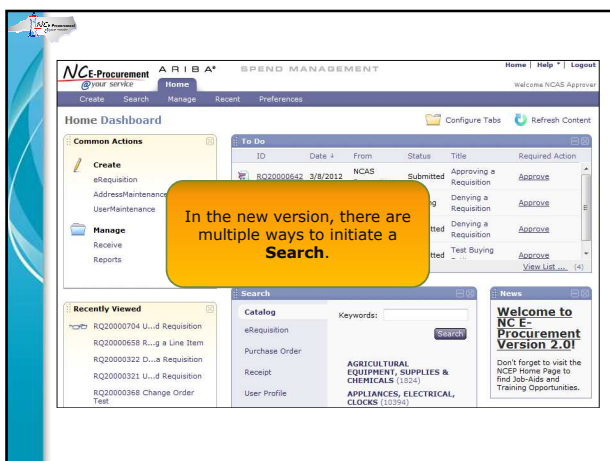 NC E-Procurement
NC E-Procurement
@ your service
ARIBA® SPEND MANAGEMENT
Home | Help | Logout
Home
Welcome NCAS Approver
Create Search Manage Recent Preferences
Home Dashboard
Configure Tabs Refresh Content
Common Actions
Create
eRequisition
AddressMaintenance
UserMaintenance
Manage
Receive
Reports
To Do
ID Date From Status Title Required Action
RQ20000642 3/8/2012 NCAS Submitted Approving a Requisition Approve
Denying a Requisition Approve
tted Denying a Requisition Approve
tted Test Buying Approve
View List ... (4)
In the new version, there are
multiple ways to initiate a
Search.
Recently Viewed
RQ20000704 U...d Requisition
RQ20000658 R...g a Line Item
RQ20000322 D...a Requisition
RQ20000321 U...d Requisition
RQ20000368 Change Order
Test
Search
Catalog
eRequisition
Purchase Order
Receipt
User Profile
Keywords:
Search
AGRICULTURAL
EQUIPMENT, SUPPLIES &
CHEMICALS (1824)
APPLIANCES, ELECTRICAL,
CLOCKS (10394)
News
Welcome to
NC E-
Procurement
Version 2.0!
Don't forget to visit the
NCEP Home Page to
find Job-Aids and
Training Opportunities.